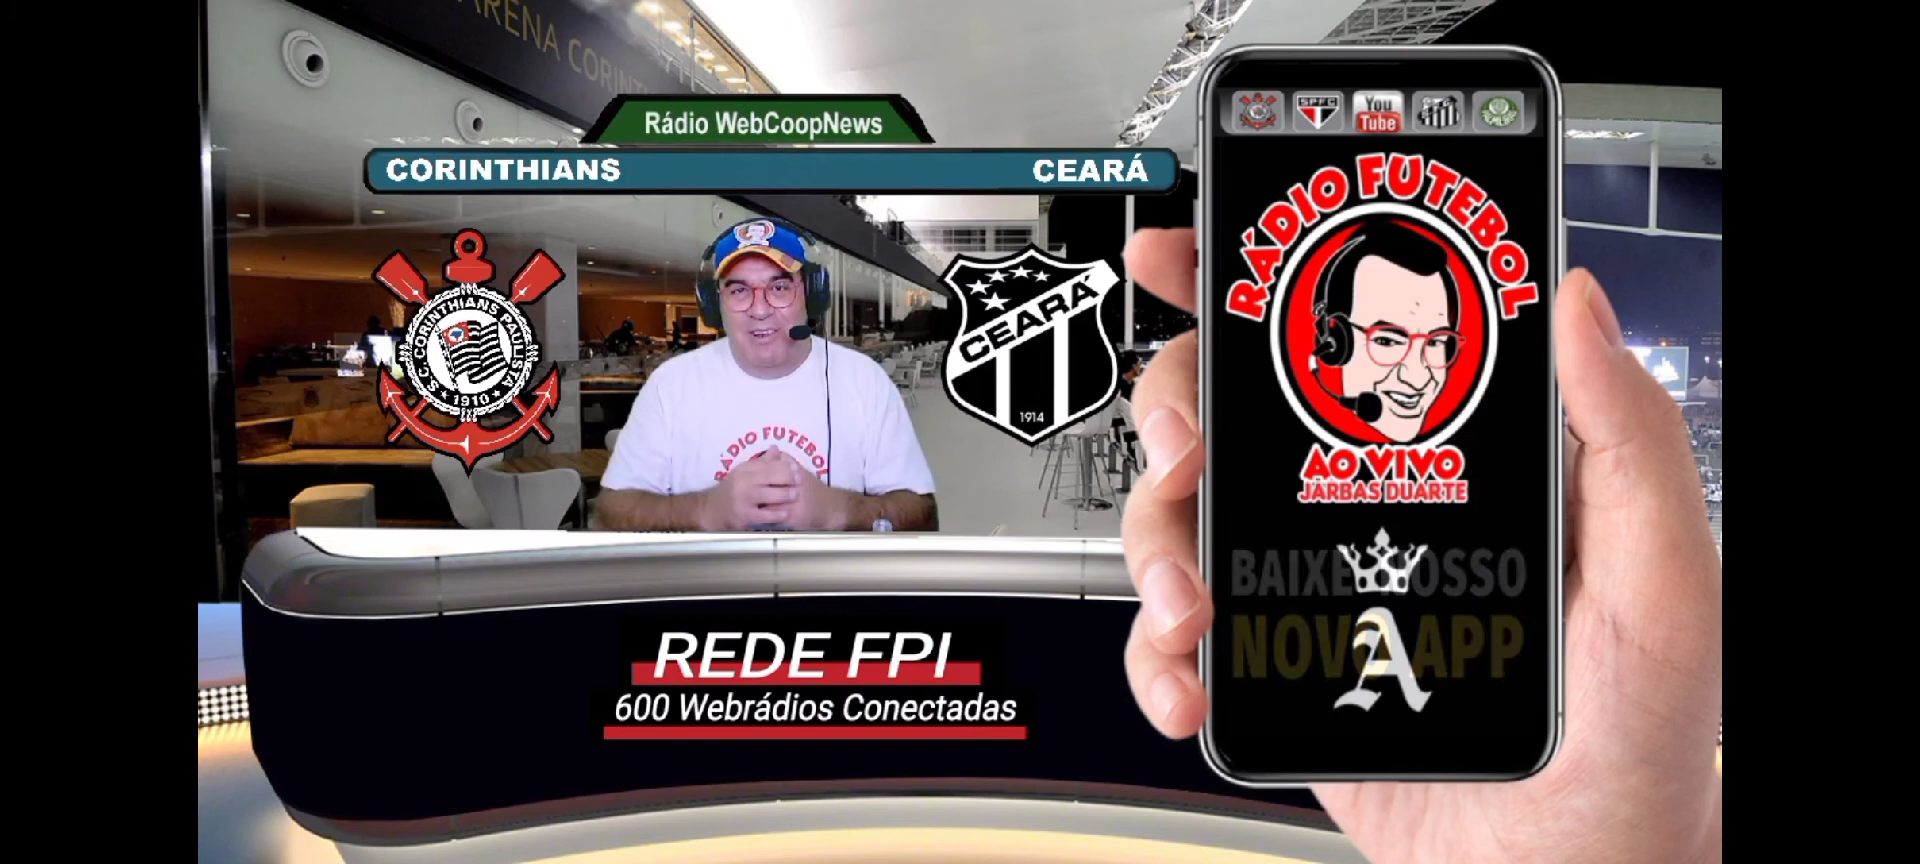 ARENA CORINT
Rádio WebCoopNews
CORINTHIANS
CEARÁ
S.C. CORINTHIANS PAULISTA
1910
CEARÁ
1914
RÁDIO FUTEBOL
SPFC
You
Tube
RÁDIO FUTEBOL
AO VIVO
JARBAS DUARTE
BAIXE NOSSO
NOVO APP
A
REDE FPI
600 Webrádios Conectadas